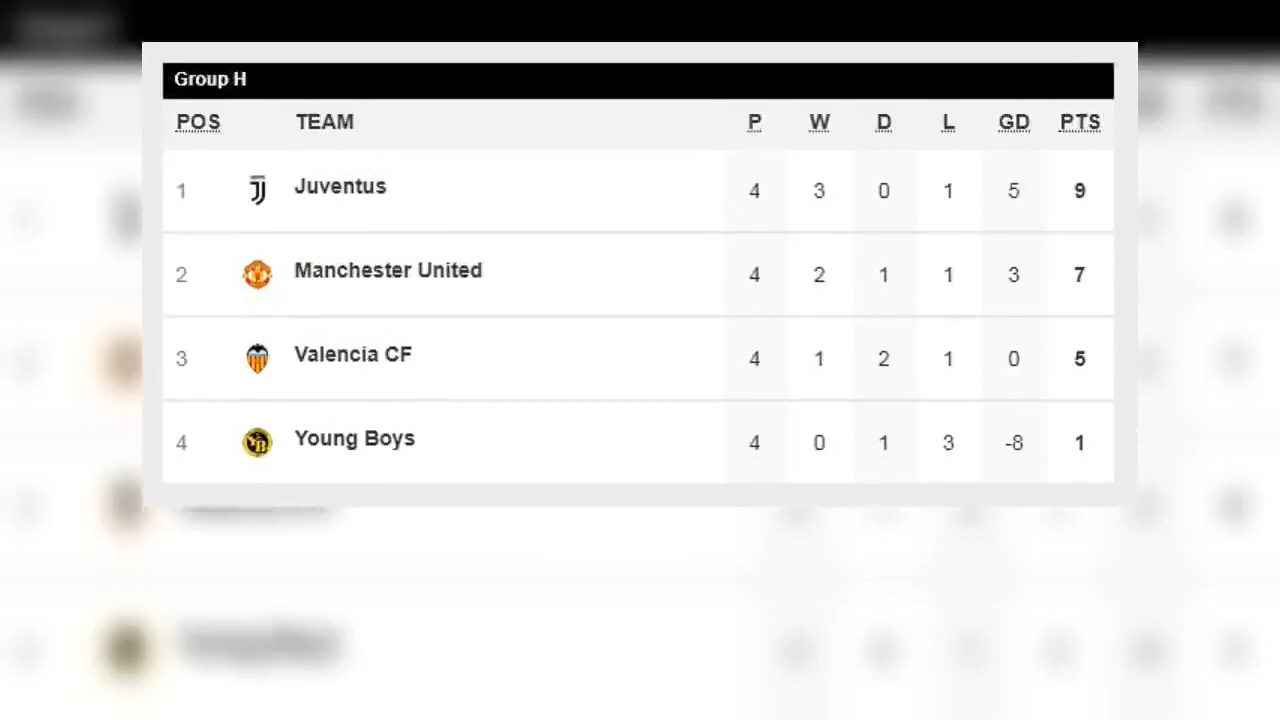 Group H
POS TEAM P W D L GD PTS
1 Juventus 4 3 0 1 5 9
2 Manchester United 4 2 1 1 3 7
3 Valencia CF 4 1 2 1 0 5
4 Young Boys 4 0 1 3 -8 1